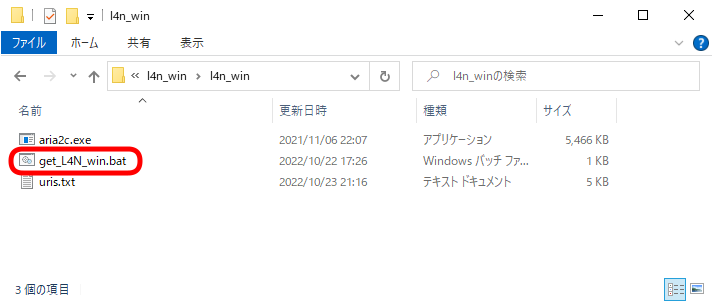 l4n_win
ファイル ホーム 共有 表示
l4n_win l4n_win l4n_winの検索
名前 更新日時 種類 サイズ
aria2c.exe 2021/11/06 22:07 アプリケーション 5,466 KB
get_L4N_win.bat 2022/10/22 17:26 Windows バッチ ファ... 1 KB
uris.txt 2022/10/23 21:16 テキスト ドキュメント 5 KB
3 個の項目